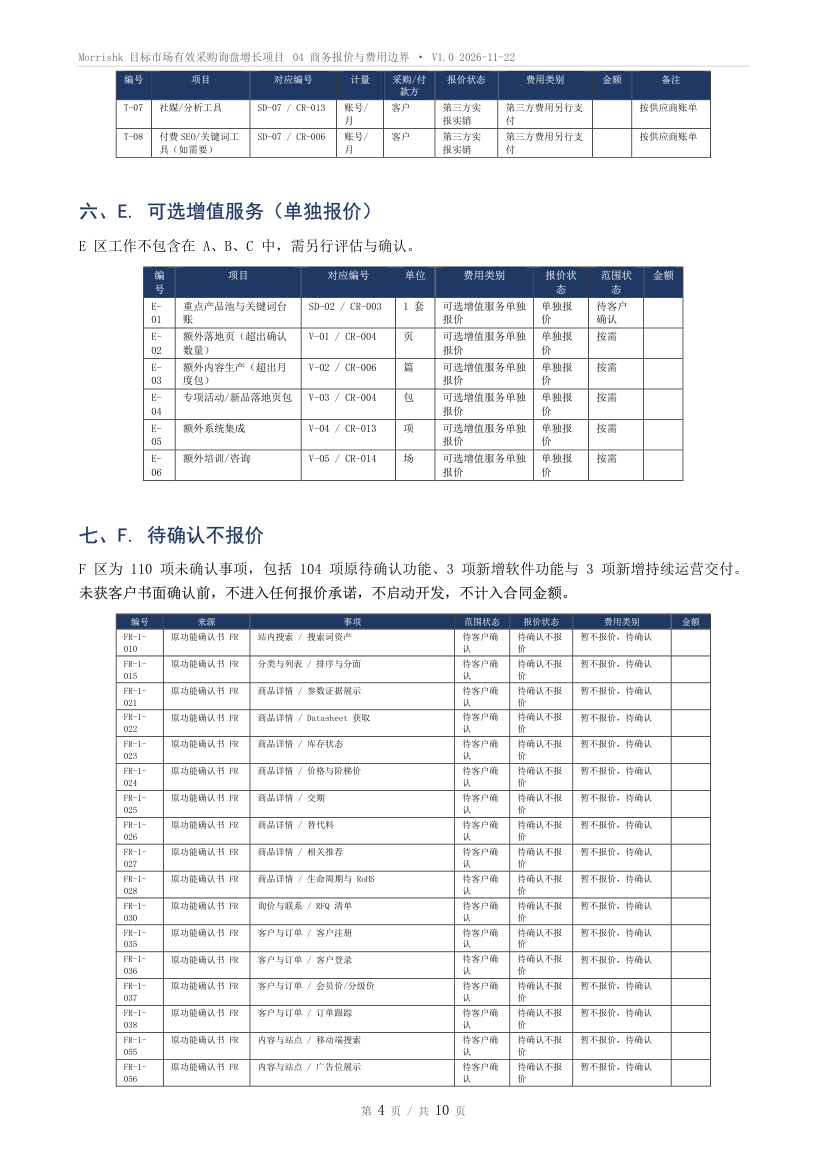 Morrishk 目标市场有效采购询盘增长项目 04 商务报价与费用边界 • V1.0 2026-11-22
编号 项目 对应编号 计量 采购/付款方 报价状态 费用类别 金额 备注
T-07 社媒/分析工具 SD-07 / CR-013 账号/月 客户 第三方实报实销 第三方费用另行支付 按供应商账单
T-08 付费 SEO/关键词工具（如需要） SD-07 / CR-006 账号/月 客户 第三方实报实销 第三方费用另行支付 按供应商账单
六、E. 可选增值服务（单独报价）
E 区工作不包含在 A、B、C 中，需另行评估与确认。
编号 项目 对应编号 单位 费用类别 报价状态 范围状态 金额
E-01 重点产品池与关键词台账 SD-02 / CR-003 1 套 可选增值服务单独报价 单独报价 待客户确认
E-02 额外落地页（超出确认数量） V-01 / CR-004 页 可选增值服务单独报价 单独报价 按需
E-03 额外内容生产（超出月度包） V-02 / CR-006 篇 可选增值服务单独报价 单独报价 按需
E-04 专项活动/新品落地页包 V-03 / CR-004 包 可选增值服务单独报价 单独报价 按需
E-05 额外系统集成 V-04 / CR-013 项 可选增值服务单独报价 单独报价 按需
E-06 额外培训/咨询 V-05 / CR-014 场 可选增值服务单独报价 单独报价 按需
七、F. 待确认不报价
F 区为 110 项未确认事项，包括 104 项原待确认功能、3 项新增软件功能与 3 项新增持续运营交付。
未获客户书面确认前，不进入任何报价承诺，不启动开发，不计入合同金额。
编号 来源 事项 范围状态 报价状态 费用类别 金额
FR-1-010 原功能确认书 FR 站内搜索 / 搜索词资产 待客户确认 待确认不报价 暂不报价，待确认
FR-1-015 原功能确认书 FR 分类与列表 / 排序与分面 待客户确认 待确认不报价 暂不报价，待确认
FR-1-021 原功能确认书 FR 商品详情 / 参数证据展示 待客户确认 待确认不报价 暂不报价，待确认
FR-1-022 原功能确认书 FR 商品详情 / Datasheet 获取 待客户确认 待确认不报价 暂不报价，待确认
FR-1-023 原功能确认书 FR 商品详情 / 库存状态 待客户确认 待确认不报价 暂不报价，待确认
FR-1-024 原功能确认书 FR 商品详情 / 价格与阶梯价 待客户确认 待确认不报价 暂不报价，待确认
FR-1-025 原功能确认书 FR 商品详情 / 交期 待客户确认 待确认不报价 暂不报价，待确认
FR-1-026 原功能确认书 FR 商品详情 / 替代料 待客户确认 待确认不报价 暂不报价，待确认
FR-1-027 原功能确认书 FR 商品详情 / 相关推荐 待客户确认 待确认不报价 暂不报价，待确认
FR-1-028 原功能确认书 FR 商品详情 / 生命周期与 RoHS 待客户确认 待确认不报价 暂不报价，待确认
FR-1-030 原功能确认书 FR 询价与联系 / RFQ 清单 待客户确认 待确认不报价 暂不报价，待确认
FR-1-035 原功能确认书 FR 客户与订单 / 客户注册 待客户确认 待确认不报价 暂不报价，待确认
FR-1-036 原功能确认书 FR 客户与订单 / 客户登录 待客户确认 待确认不报价 暂不报价，待确认
FR-1-037 原功能确认书 FR 客户与订单 / 会员价/分级价 待客户确认 待确认不报价 暂不报价，待确认
FR-1-038 原功能确认书 FR 客户与订单 / 订单跟踪 待客户确认 待确认不报价 暂不报价，待确认
FR-1-055 原功能确认书 FR 内容与站点 / 移动端搜索 待客户确认 待确认不报价 暂不报价，待确认
FR-1-056 原功能确认书 FR 内容与站点 / 广告位展示 待客户确认 待确认不报价 暂不报价，待确认
第 4 页 / 共 10 页